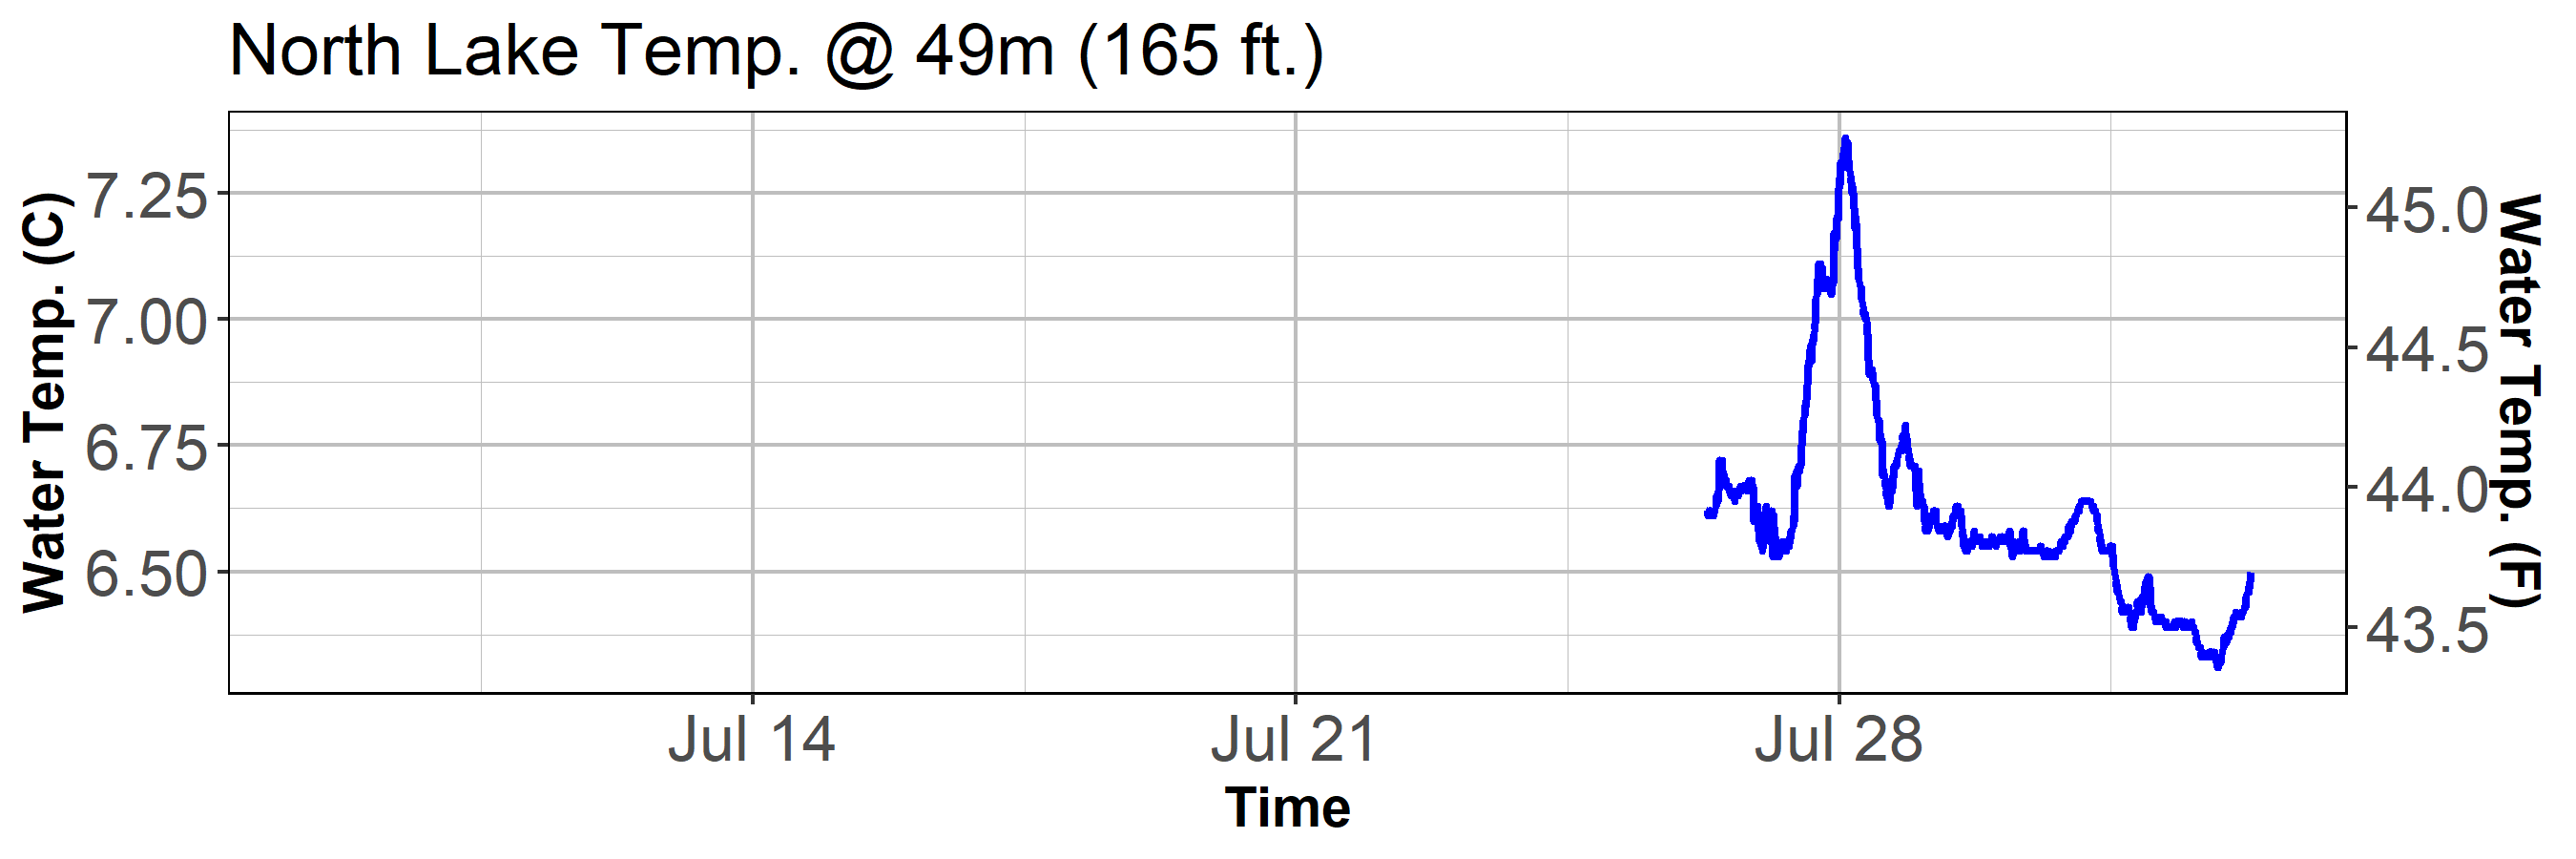 North Lake Temp. @ 49m (165 ft.)
Water Temp. (C)
7.25
7.00
6.75
6.50
45.0
44.5
44.0
43.5
Water Temp. (F)
Jul 14
Jul 21
Jul 28
Time